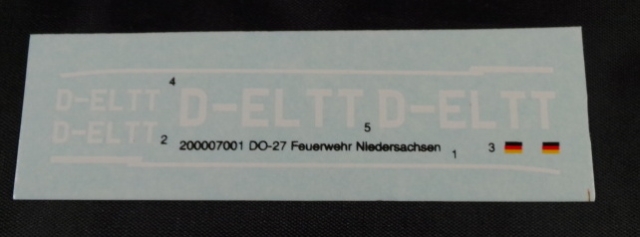 4
D-ELTT D-ELTT D-ELTT
D-ELTT
5
2 200007001 DO-27 Feuerwehr Niedersachsen 1 3